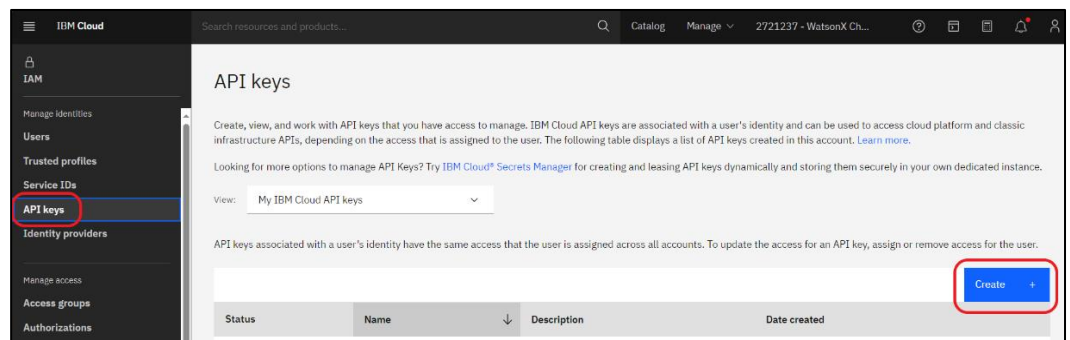 IBM Cloud
Search resources and products...
Catalog
Manage
2721237 - WatsonX Ch...
IAM
Manage identities
Users
Trusted profiles
Service IDs
API keys
Identity providers
Manage access
Access groups
Authorizations
API keys
Create, view, and work with API keys that you have access to manage. IBM Cloud API keys are associated with a user's identity and can be used to access cloud platform and classic
infrastructure APIs, depending on the access that is assigned to the user. The following table displays a list of API keys created in this account. Learn more.
Looking for more options to manage API Keys? Try IBM Cloud® Secrets Manager for creating and leasing API keys dynamically and storing them securely in your own dedicated instance.
View: My IBM Cloud API keys
API keys associated with a user's identity have the same access that the user is assigned across all accounts. To update the access for an API key, assign or remove access for the user.
Create +
Status Name Description Date created